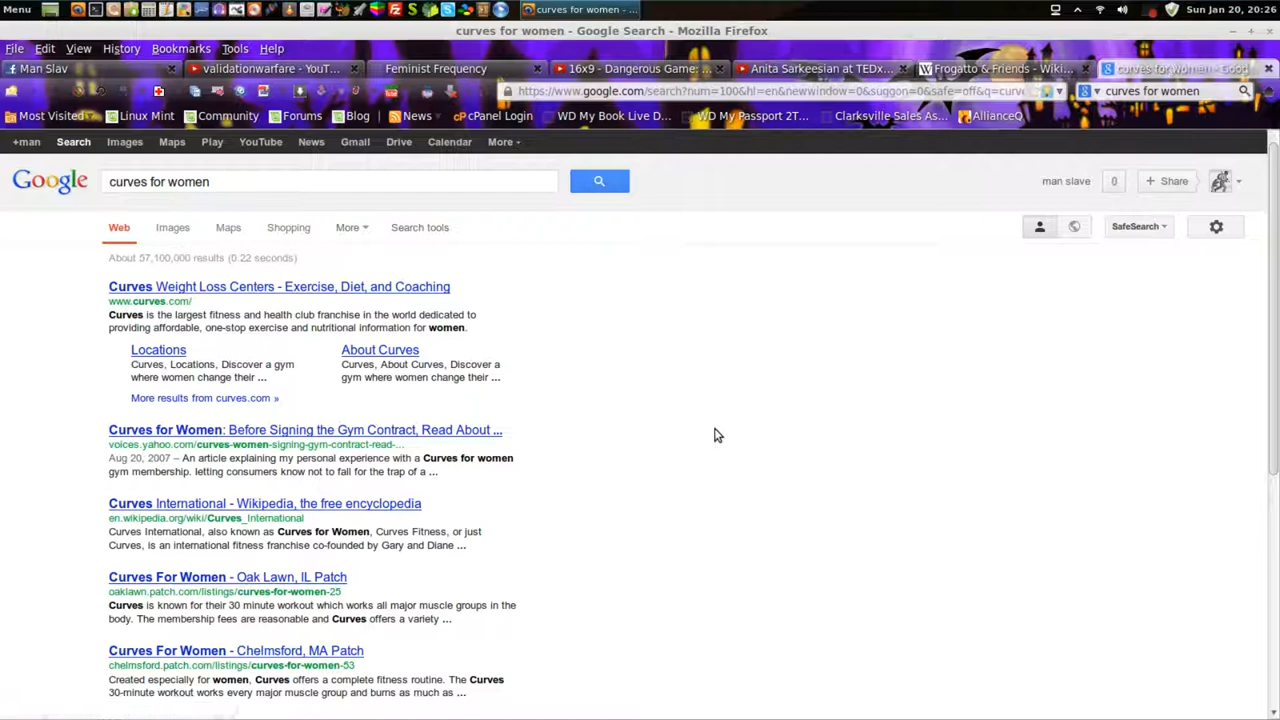 Menu curves for women - ... Sun Jan 20, 20:26
curves for women - Google Search - Mozilla Firefox
File Edit View History Bookmarks Tools Help
Man Slav validationwarfare - YouT... Feminist Frequency 16x9 - Dangerous Game: ... Anita Sarkeesian at TEDx... Frogatto & Friends - Wiki... curves for women - Goo
https://www.google.com/search?num=100&hl=en&newwindow=0&suggon=0&safe=off&q=curv curves for women
Most Visited Linux Mint Community Forums Blog News cPanel Login WD My Book Live D... WD My Passport 2T... Clarksville Sales As... AllianceQ
+man Search Images Maps Play YouTube News Gmail Drive Calendar More
Google curves for women man slave 0 + Share
Web Images Maps Shopping More Search tools SafeSearch
About 57,100,000 results (0.22 seconds)
Curves Weight Loss Centers - Exercise, Diet, and Coaching
www.curves.com/
Curves is the largest fitness and health club franchise in the world dedicated to
providing affordable, one-stop exercise and nutritional information for women.
Locations About Curves
Curves, Locations, Discover a gym Curves, About Curves, Discover a
where women change their ... gym where women change their ...
More results from curves.com »
Curves for Women: Before Signing the Gym Contract, Read About ...
voices.yahoo.com/curves-women-signing-gym-contract-read-...
Aug 20, 2007 – An article explaining my personal experience with a Curves for women
gym membership. letting consumers know not to fall for the trap of a ...
Curves International - Wikipedia, the free encyclopedia
en.wikipedia.org/wiki/Curves_International
Curves International, also known as Curves for Women, Curves Fitness, or just
Curves, is an international fitness franchise co-founded by Gary and Diane ...
Curves For Women - Oak Lawn, IL Patch
oaklawn.patch.com/listings/curves-for-women-25
Curves is known for their 30 minute workout which works all major muscle groups in the
body. The membership fees are reasonable and Curves offers a variety ...
Curves For Women - Chelmsford, MA Patch
chelmsford.patch.com/listings/curves-for-women-53
Created especially for women, Curves offers a complete fitness routine. The Curves
30-minute workout works every major muscle group and burns as much as ...